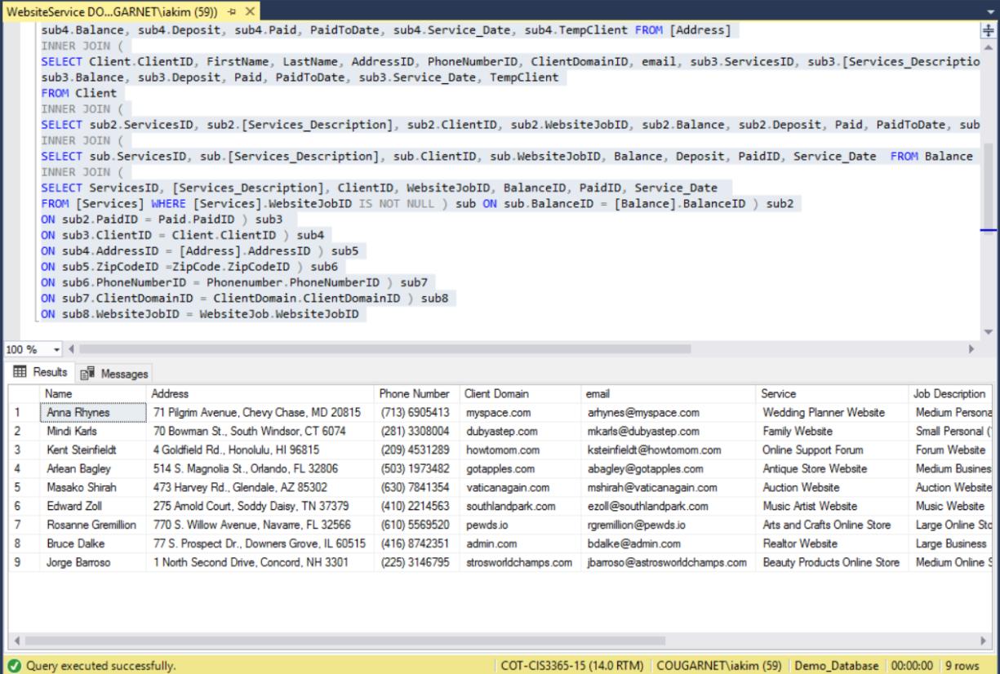 WebsiteService DO...GARNET\iakim (59))
sub4.Balance, sub4.Deposit, sub4.Paid, PaidToDate, sub4.Service_Date, sub4.TempClient FROM [Address]
INNER JOIN (
SELECT Client.ClientID, FirstName, LastName, AddressID, PhoneNumberID, ClientDomainID, email, sub3.ServicesID, sub3.[Services_Descriptio
sub3.Balance, sub3.Deposit, Paid, PaidToDate, sub3.Service_Date, TempClient
FROM Client
INNER JOIN (
SELECT sub2.ServicesID, sub2.[Services_Description], sub2.ClientID, sub2.WebsiteJobID, sub2.Balance, sub2.Deposit, Paid, PaidToDate, sub
INNER JOIN (
SELECT sub.ServicesID, sub.[Services_Description], sub.ClientID, sub.WebsiteJobID, Balance, Deposit, PaidID, Service_Date FROM Balance
INNER JOIN (
SELECT ServicesID, [Services_Description], ClientID, WebsiteJobID, BalanceID, PaidID, Service_Date
FROM [Services] WHERE [Services].WebsiteJobID IS NOT NULL ) sub ON sub.BalanceID = [Balance].BalanceID ) sub2
ON sub2.PaidID = Paid.PaidID ) sub3
ON sub3.ClientID = Client.ClientID ) sub4
ON sub4.AddressID = [Address].AddressID ) sub5
ON sub5.ZipCodeID =ZipCode.ZipCodeID ) sub6
ON sub6.PhoneNumberID = Phonenumber.PhoneNumberID ) sub7
ON sub7.ClientDomainID = ClientDomain.ClientDomainID ) sub8
ON sub8.WebsiteJobID = WebsiteJob.WebsiteJobID
100 %
Results Messages
Name Address Phone Number Client Domain email Service Job Description
1 Anna Rhynes 71 Pilgrim Avenue, Chevy Chase, MD 20815 (713) 6905413 myspace.com arhynes@myspace.com Wedding Planner Website Medium Persona
2 Mindi Karls 70 Bowman St., South Windsor, CT 6074 (281) 3308004 dubyastep.com mkarls@dubyastep.com Family Website Small Personal (
3 Kent Steinfieldt 4 Goldfield Rd., Honolulu, HI 96815 (209) 4531289 howtomom.com ksteinfieldt@howtomom.com Online Support Forum Forum Website
4 Arlean Bagley 514 S. Magnolia St., Orlando, FL 32806 (503) 1973482 gotapples.com abagley@gotapples.com Antique Store Website Medium Busines
5 Masako Shirah 473 Harvey Rd., Glendale, AZ 85302 (630) 7841354 vaticanagain.com mshirah@vaticanagain.com Auction Website Auction Website
6 Edward Zoll 275 Arnold Court, Soddy Daisy, TN 37379 (410) 2214563 southlandpark.com ezoll@southlandpark.com Music Artist Website Music Website
7 Rosanne Gremillion 770 S. Willow Avenue, Navarre, FL 32566 (610) 5569520 pewds.io rgremillion@pewds.io Arts and Crafts Online Store Large Online Sto
8 Bruce Dalke 77 S. Prospect Dr., Downers Grove, IL 60515 (416) 8742351 admin.com bdalke@admin.com Realtor Website Large Business
9 Jorge Barroso 1 North Second Drive, Concord, NH 3301 (225) 3146795 strosworldchamps.com jbarroso@astrosworldchamps.com Beauty Products Online Store Medium Online S
Query executed successfully. COT-CIS3365-15 (14.0 RTM) COUGARNET\iakim (59) Demo_Database 00:00:00 9 rows